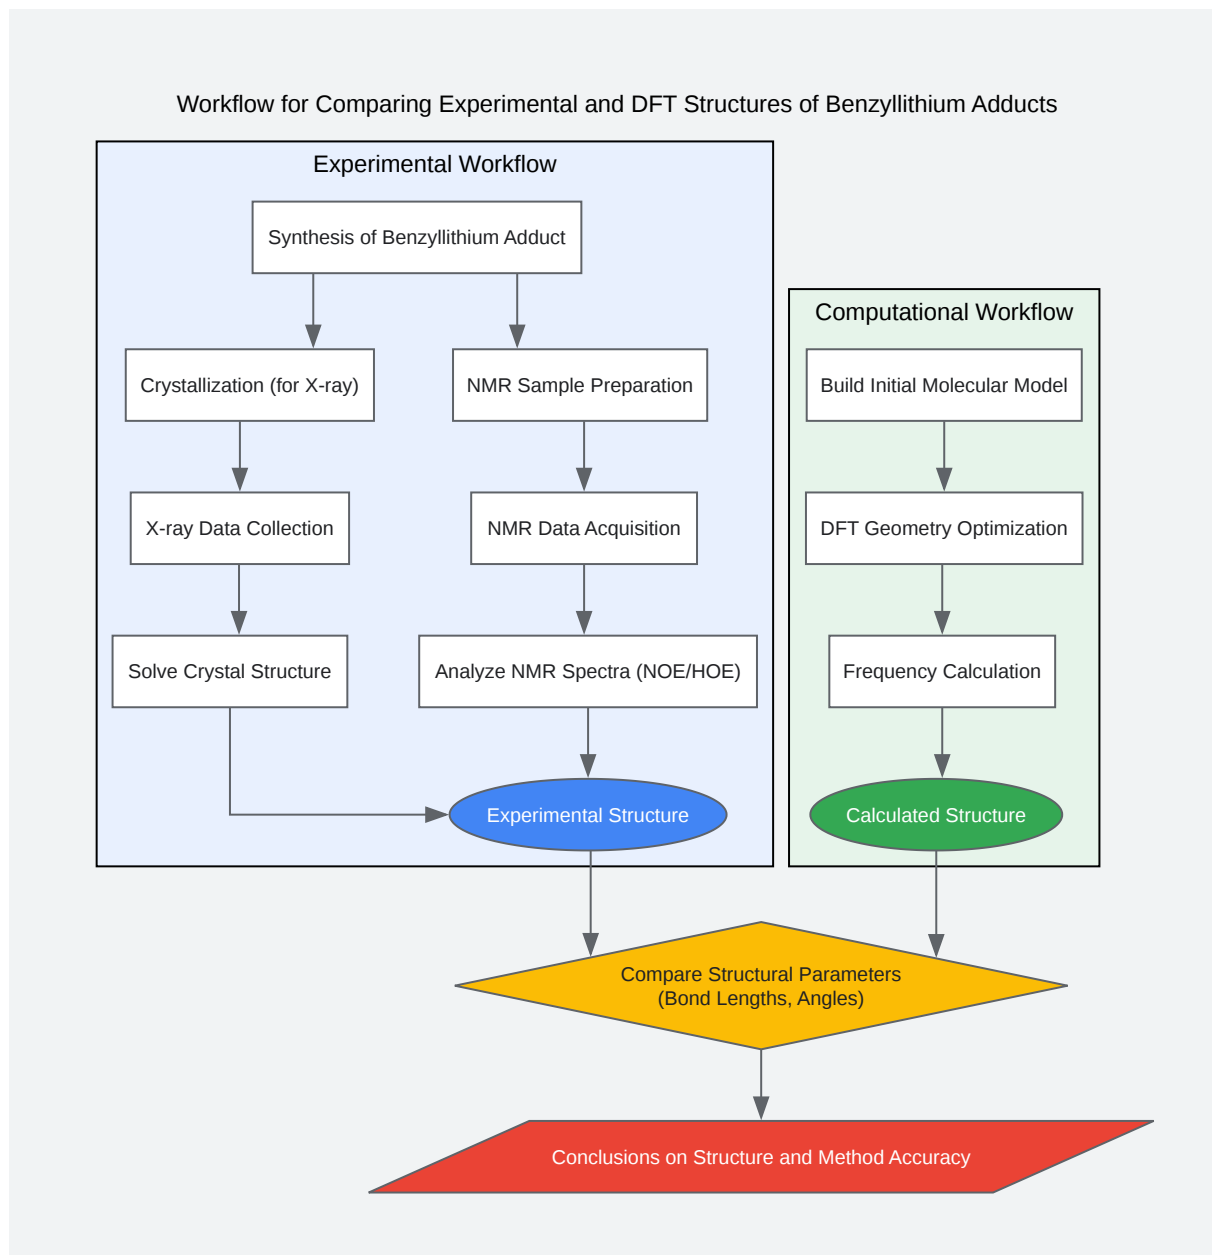 Workflow for Comparing Experimental and DFT Structures of Benzyllithium Adducts
Experimental Workflow
Synthesis of Benzyllithium Adduct
Crystallization (for X-ray)
NMR Sample Preparation
X-ray Data Collection
NMR Data Acquisition
Solve Crystal Structure
Analyze NMR Spectra (NOE/HOE)
Experimental Structure
Computational Workflow
Build Initial Molecular Model
DFT Geometry Optimization
Frequency Calculation
Calculated Structure
Compare Structural Parameters
(Bond Lengths, Angles)
Conclusions on Structure and Method Accuracy